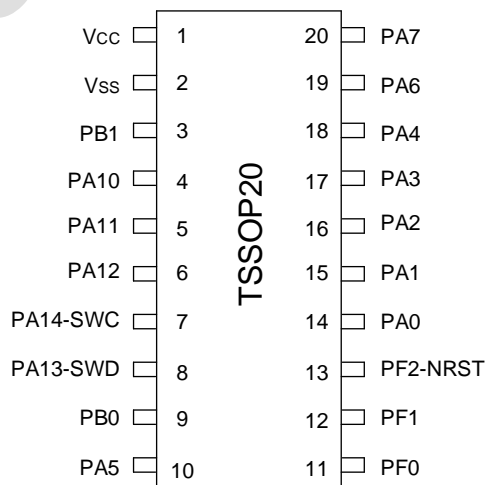 Vcc 1 20 PA7
Vss 2 19 PA6
PB1 3 18 PA4
PA10 4 17 PA3
PA11 5 16 PA2
PA12 6 15 PA1
PA14-SWC 7 14 PA0
PA13-SWD 8 13 PF2-NRST
PB0 9 12 PF1
PA5 10 11 PF0
TSSOP20